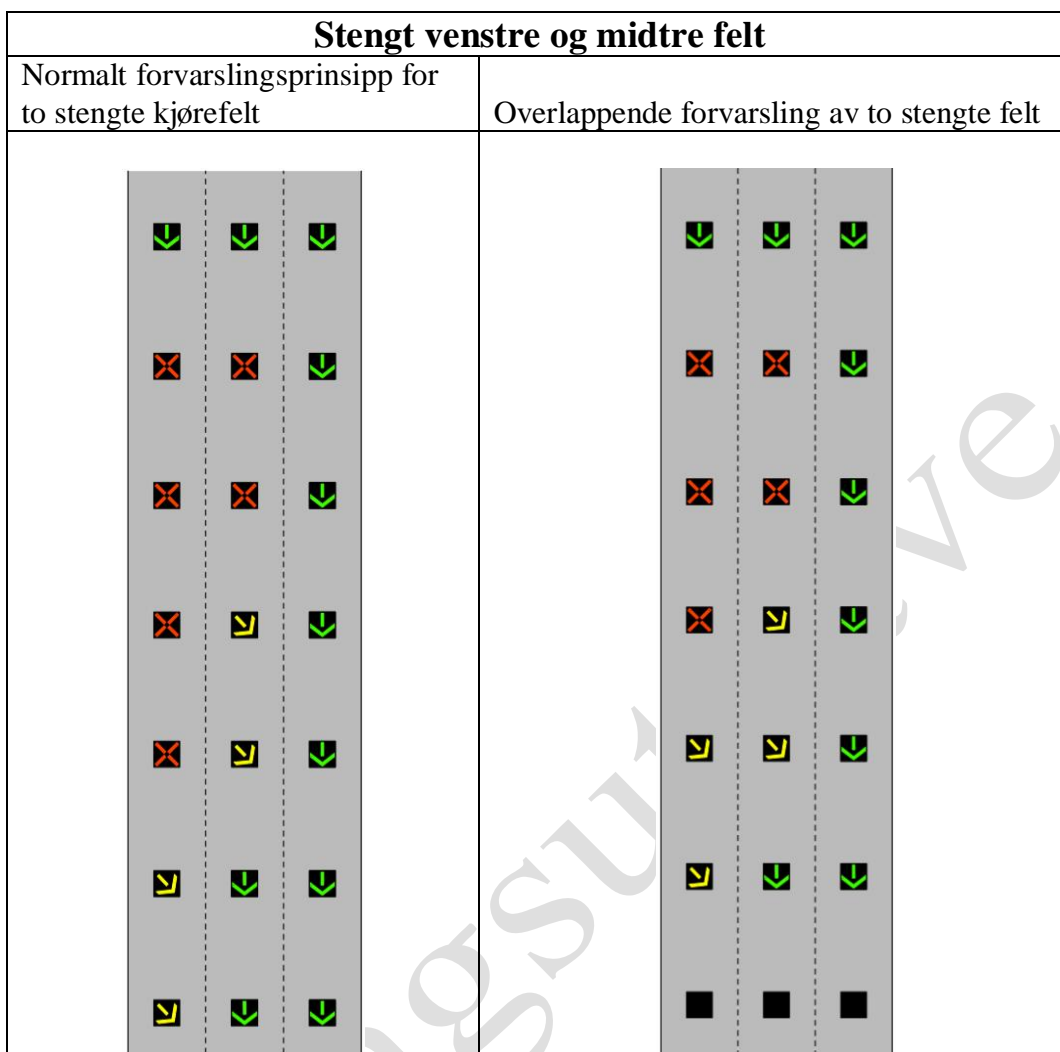 Stengt venstre og midtre felt
Normalt forvarslingsprinsipp for
to stengte kjørefelt
Overlappende forvarsling av to stengte felt